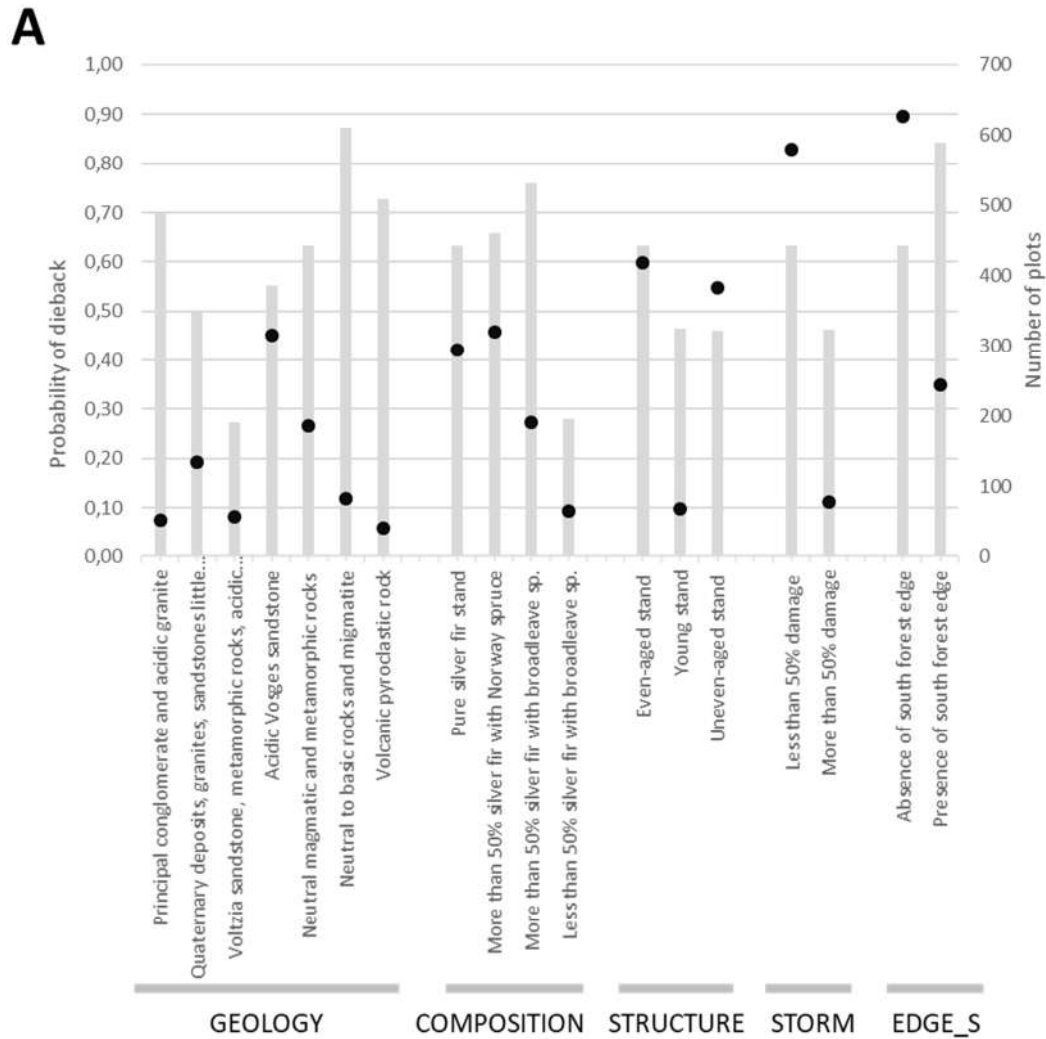 A
1,00
0,90
0,80
0,70
0,60
0,50
0,40
0,30
0,20
0,10
0,00
Probability of dieback
700
600
500
400
300
200
100
0
Number of plots
Principal conglomerate and acidic granite
Quaternary deposits, granites, sandstones little...
Voltzia sandstone, metamorphic rocks, acidic...
Acidic Vosges sandstone
Neutral magmatic and metamorphic rocks
Neutral to basic rocks and migmatite
Volcanic pyroclastic rock
Pure silver fir stand
More than 50% silver fir with Norway spruce
More than 50% silver fir with broadleave sp.
Less than 50% silver fir with broadleave sp.
Even-aged stand
Young stand
Uneven-aged stand
Less than 50% damage
More than 50% damage
Absence of south forest edge
Presence of south forest edge
GEOLOGY
COMPOSITION
STRUCTURE
STORM
EDGE_S